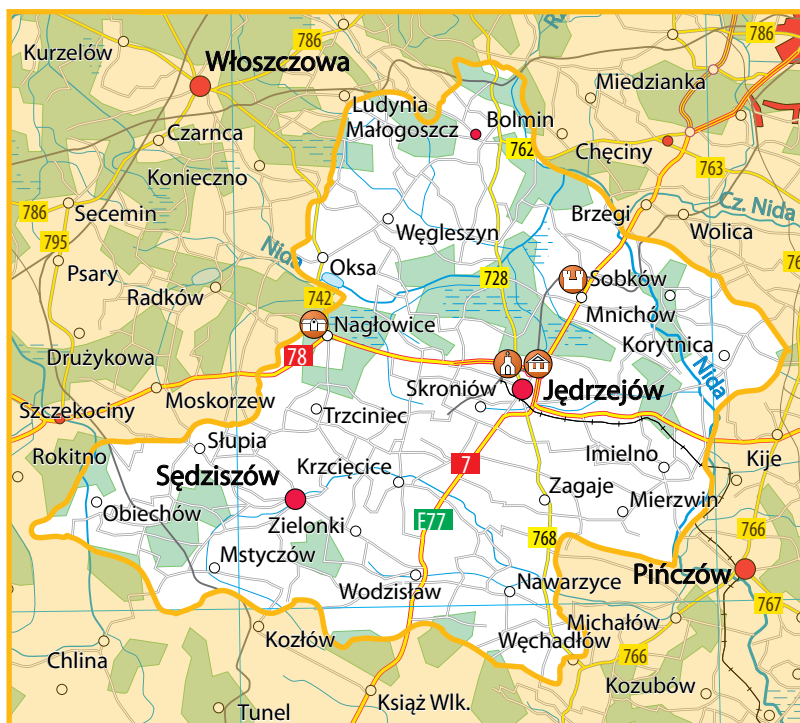 786
786
Kurzelów
Włoszczowa
Miedzianka
Ludynia
Małogoszcz
Bolmin
Czarnca
762
Chęciny
763
Konieczno
Cz. Nida
786
Secemin
Brzegi
Wolica
795
Węgleszyn
Nida
Psary
Oksa
728
Sobków
Radków
742
Mnichów
Nagłowice
Korytnica
Drużykowa
78
Nida
Skroniów
Jędrzejów
Moskorzew
Szczekociny
Trzciniec
Słupia
Rokitno
Krzcięcice
7
Imielno
Kije
Sędziszów
Zagaje
Mierzwin
Obiechów
Zielonki
E77
766
768
Mstyczów
Pińczów
Wodzisław
Nawarzyce
767
Michałów
Kozłów
Węchadłów
766
Chlina
Kozubów
Książ Wlk.
Tunel